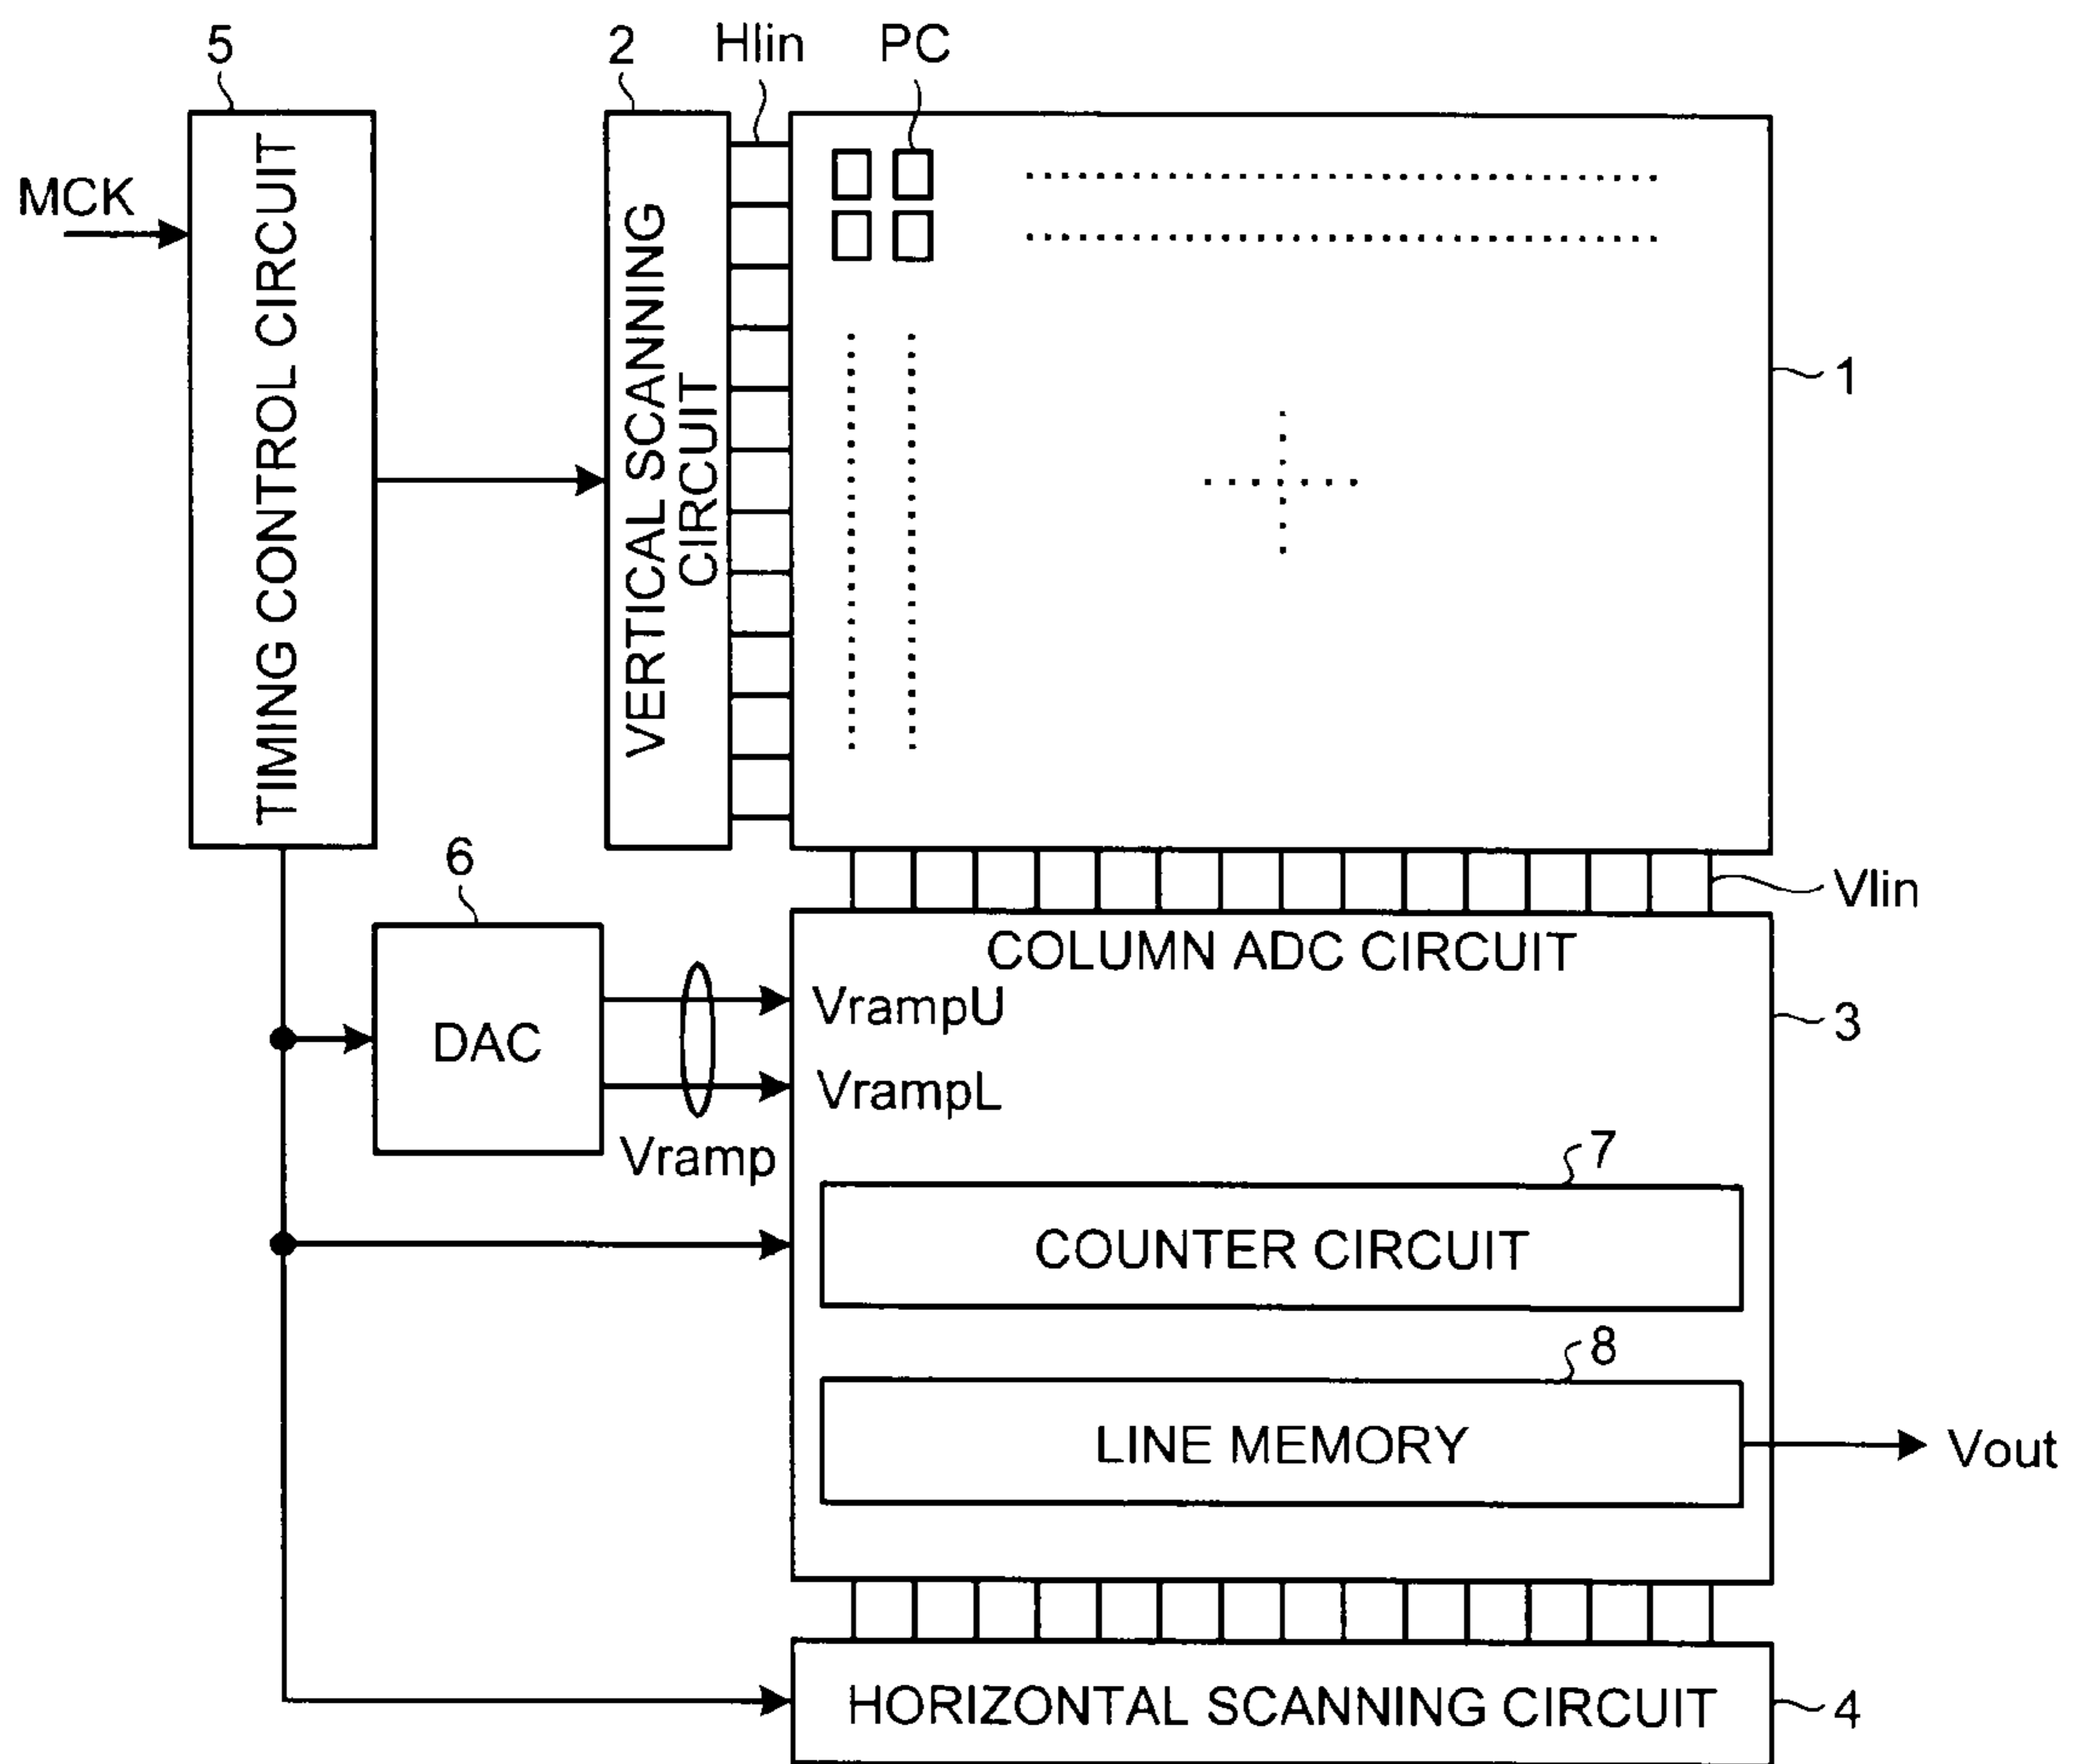 5
2
Hlin
PC
MCK
TIMING CONTROL CIRCUIT
VERTICAL SCANNING
CIRCUIT
1
6
Vlin
COLUMN ADC CIRCUIT
VrampU
3
DAC
VrampL
Vramp
7
COUNTER CIRCUIT
8
LINE MEMORY
Vout
HORIZONTAL SCANNING CIRCUIT
4